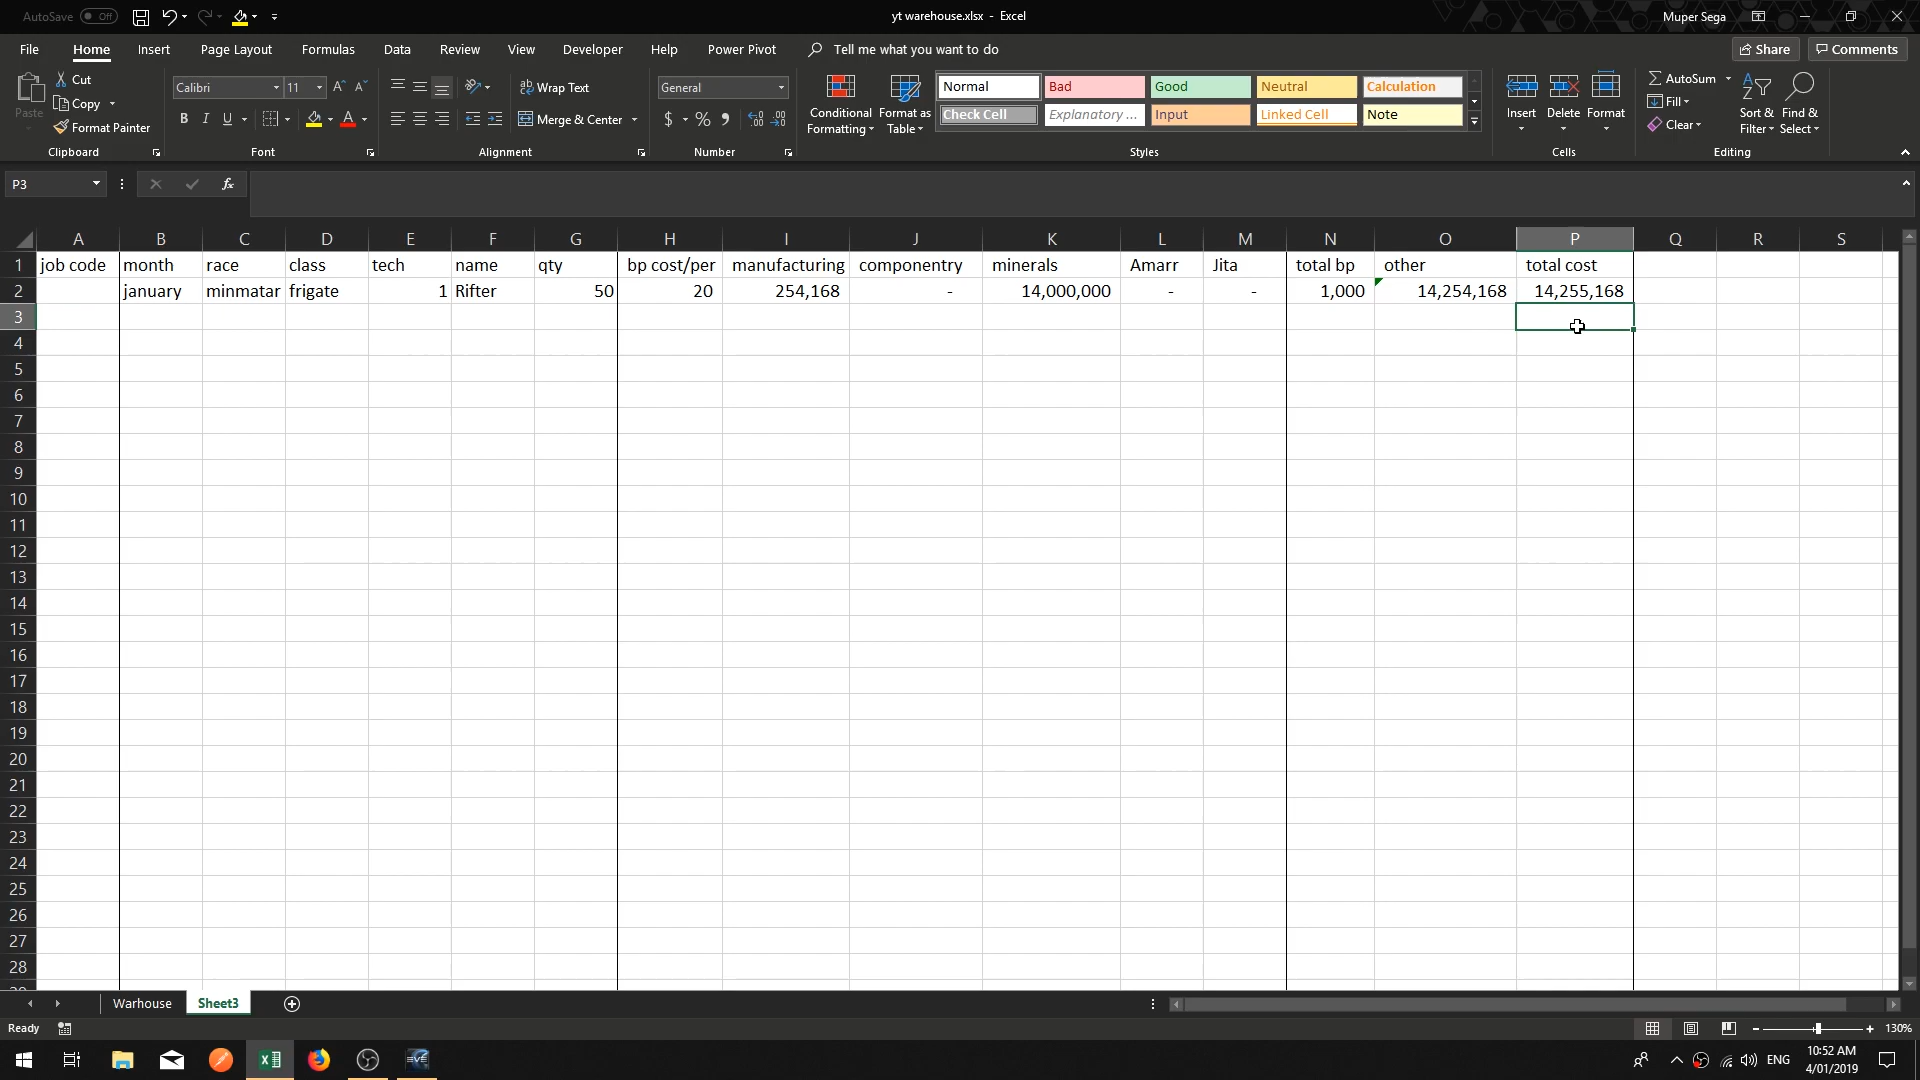 AutoSave Off
yt warehouse.xlsx - Excel
Muper Sega
File Home Insert Page Layout Formulas Data Review View Developer Help Power Pivot Tell me what you want to do Share Comments
Paste
Cut
Copy
Format Painter
Clipboard
Calibri 11
B I U
Font
Wrap Text
Merge & Center
Alignment
General
$ % ,
Number
Conditional Formatting
Format as Table
Normal Bad Good Neutral Calculation
Check Cell Explanatory ... Input Linked Cell Note
Styles
Insert Delete Format
Cells
AutoSum
Fill
Clear
Sort & Filter
Find & Select
Editing
P3 fx
A B C D E F G H I J K L M N O P Q R S
1 job code month race class tech name qty bp cost/per manufacturing componentry minerals Amarr Jita total bp other total cost
2 january minmatar frigate 1 Rifter 50 20 254,168 - 14,000,000 - - 1,000 14,254,168 14,255,168
3
4
5
6
7
8
9
10
11
12
13
14
15
16
17
18
19
20
21
22
23
24
25
26
27
28
Warhouse Sheet3
Ready
130%
EVE
ENG
10:52 AM
4/01/2019